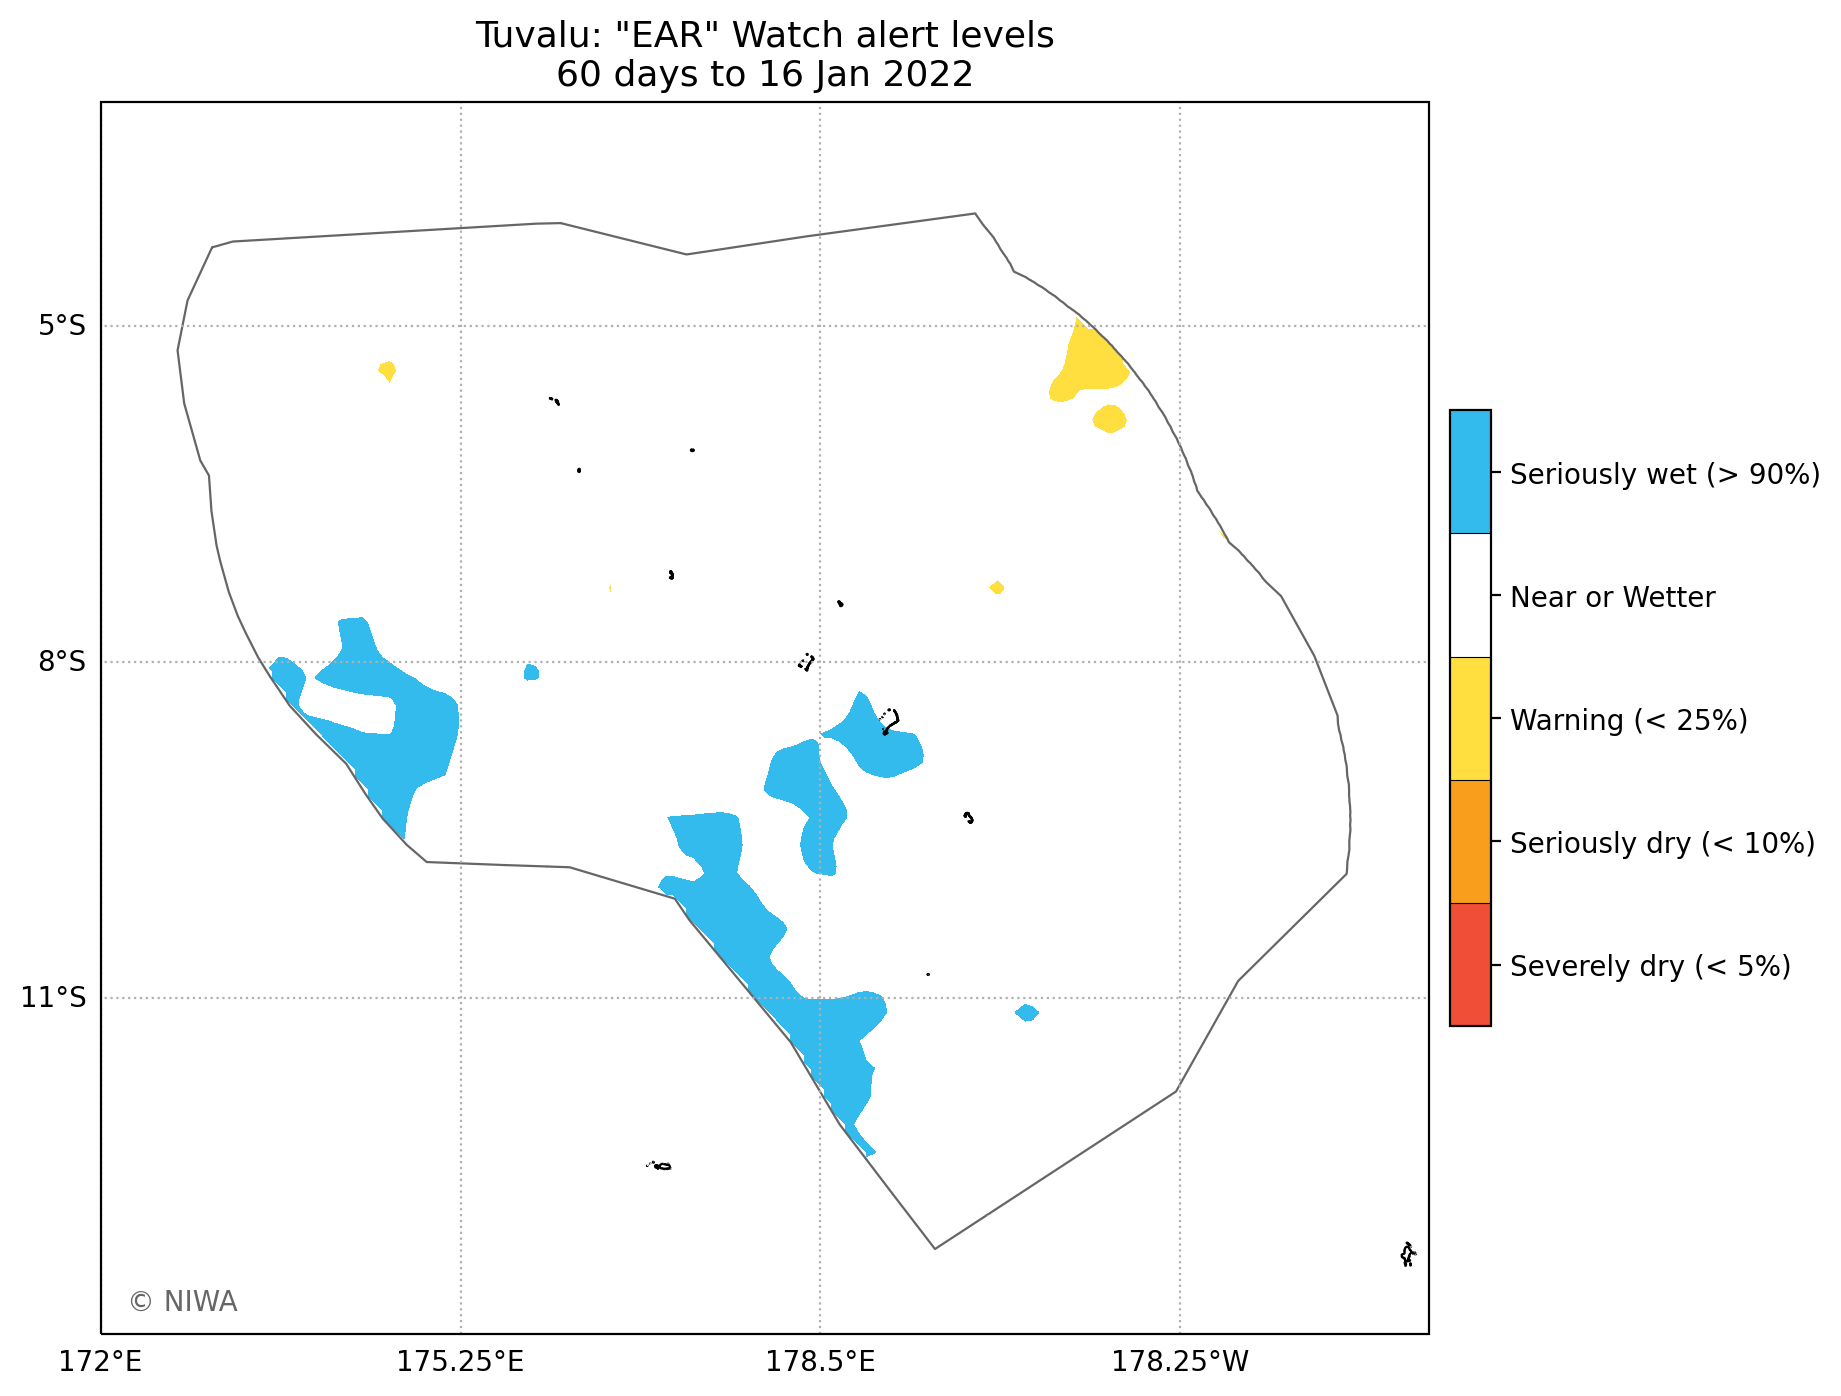 Tuvalu: "EAR" Watch alert levels
60 days to 16 Jan 2022
5°S
8°S
11°S
172°E
175.25°E
178.5°E
178.25°W
Seriously wet (> 90%)
Near or Wetter
Warning (< 25%)
Seriously dry (< 10%)
Severely dry (< 5%)
© NIWA